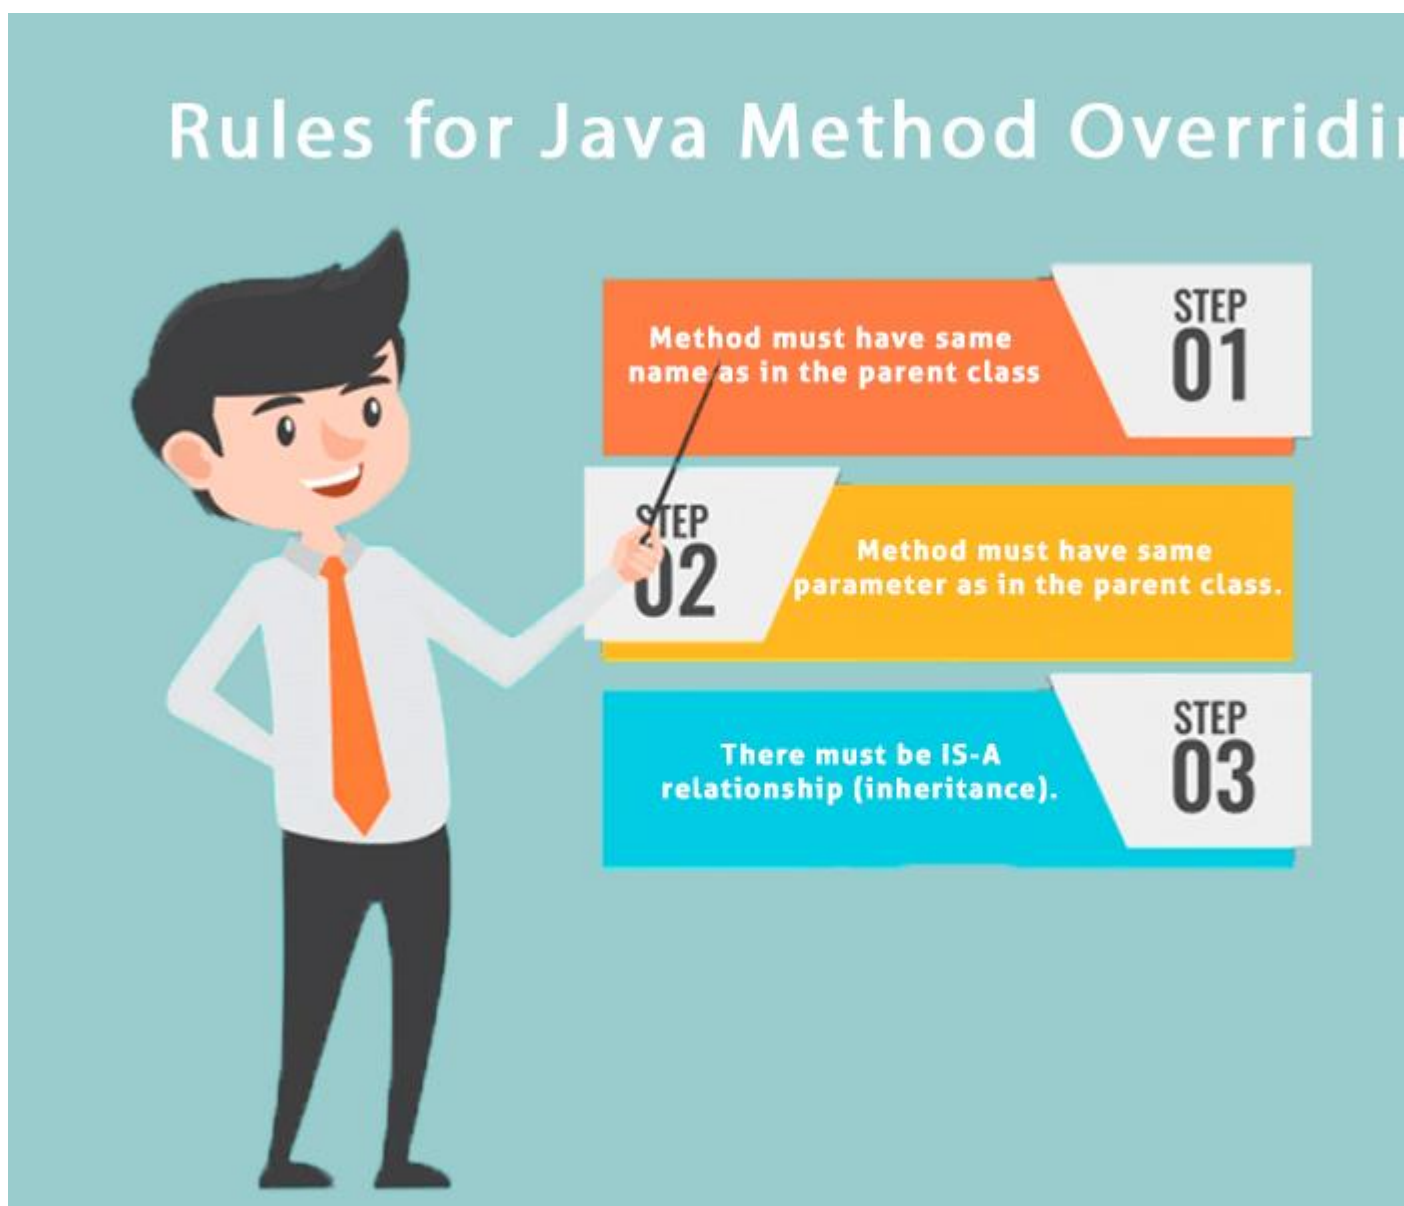 Rules for Java Method Overridin
STEP
01
Method must have same
name as in the parent class
STEP
02
Method must have same
parameter as in the parent class.
STEP
03
There must be IS-A
relationship (inheritance).